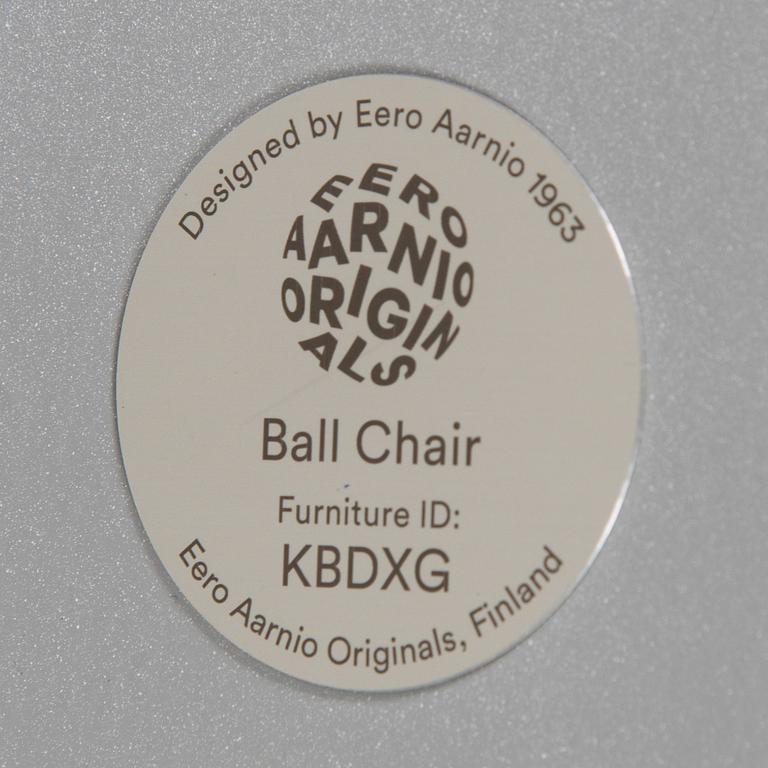 Designed by Eero Aarnio 1963
EERO
AARNIO
ORIGIN
ALS
Ball Chair
Furniture ID:
KBDXG
Eero Aarnio Originals, Finland